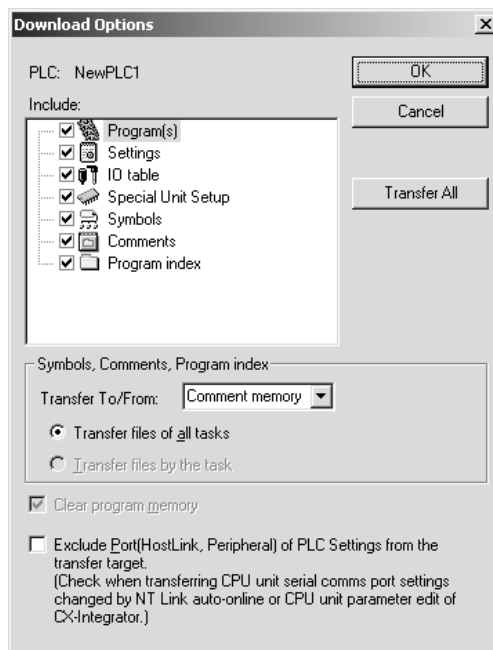 Download Options
PLC: NewPLC1
OK
Include:
Cancel
Program(s)
Settings
IO table
Transfer All
Special Unit Setup
Symbols
Comments
Program index
Symbols, Comments, Program index
Transfer To/From: Comment memory
Transfer files of all tasks
Transfer files by the task
Clear program memory
Exclude Port(HostLink, Peripheral) of PLC Settings from the
transfer target.
(Check when transferring CPU unit serial comms port settings
changed by NT Link auto-online or CPU unit parameter edit of
CX-Integrator.)